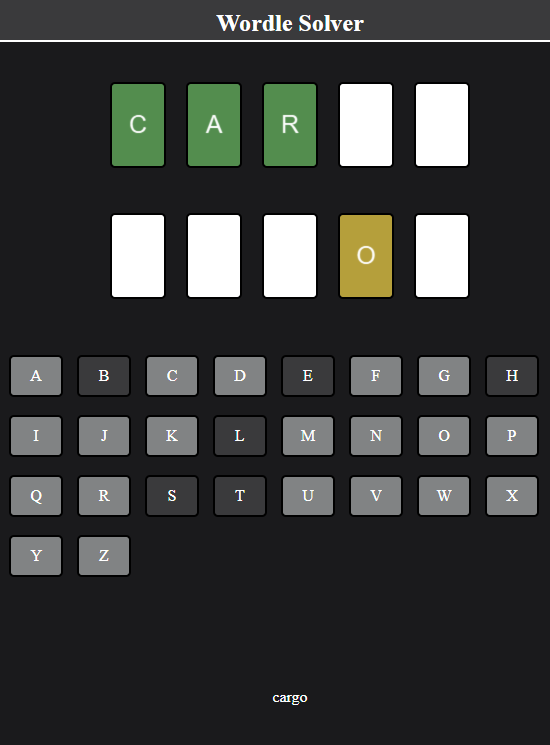 Wordle Solver
C A R
O
A B C D E F G H
I J K L M N O P
Q R S T U V W X
Y Z
cargo